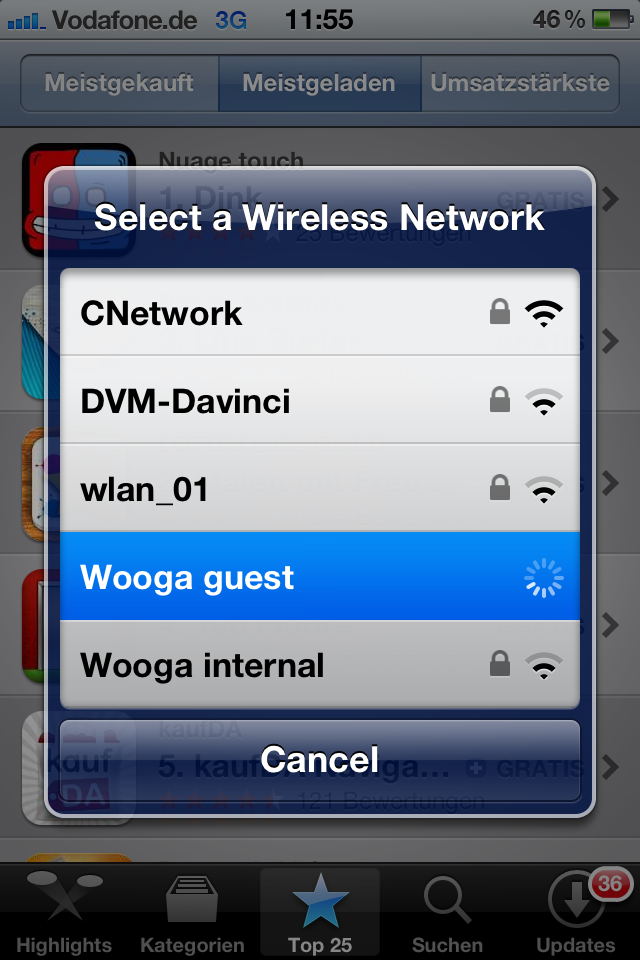 Vodafone.de 3G 11:55 46 %
Meistgekauft Meistgeladen Umsatzstärkste
Nuage touch
1. Dink GRATIS
25 Bewertungen
Select a Wireless Network
CNetwork
DVM-Davinci
wlan_01
Wooga guest
Wooga internal
kaufDA
kauf
DA
5. kaufDA Naviga... GRATIS
Cancel
121 Bewertungen
Highlights Kategorien Top 25 Suchen Updates
36